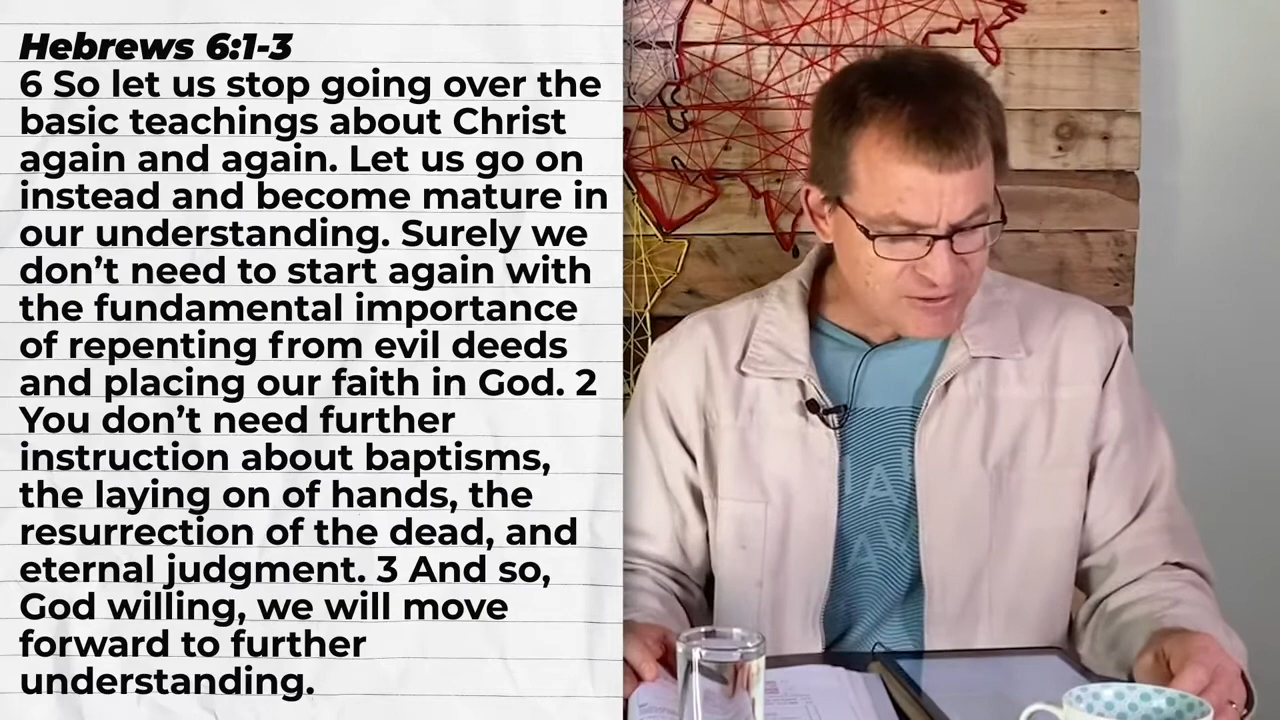 Hebrews 6:1-3
6 So let us stop going over the
basic teachings about Christ
again and again. Let us go on
instead and become mature in
our understanding. Surely we
don’t need to start again with
the fundamental importance
of repenting from evil deeds
and placing our faith in God. 2
You don’t need further
instruction about baptisms,
the laying on of hands, the
resurrection of the dead, and
eternal judgment. 3 And so,
God willing, we will move
forward to further
understanding.